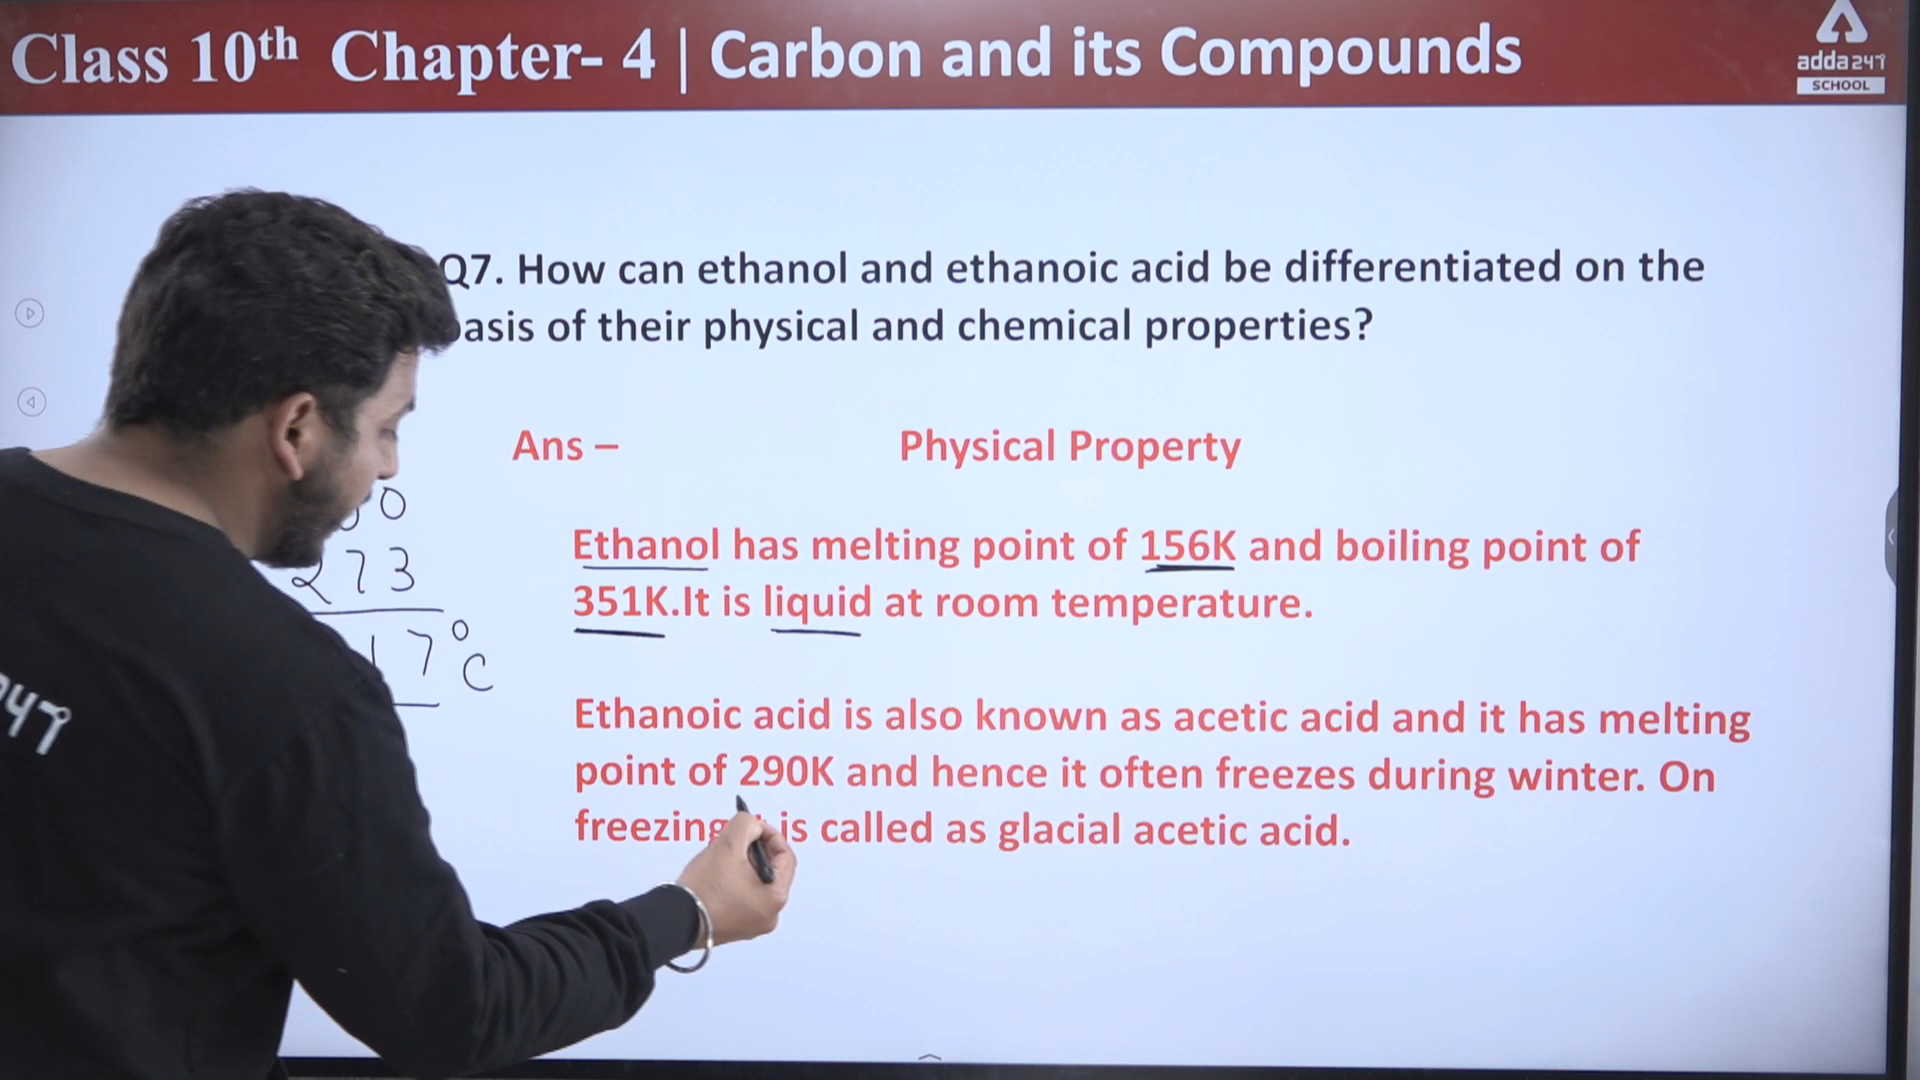 Class 10th Chapter- 4 | Carbon and its Compounds
adda247
SCHOOL
Q7. How can ethanol and ethanoic acid be differentiated on the
basis of their physical and chemical properties?
Ans – Physical Property
0
273
17°C
Ethanol has melting point of 156K and boiling point of
351K.It is liquid at room temperature.
Ethanoic acid is also known as acetic acid and it has melting
point of 290K and hence it often freezes during winter. On
freezing is called as glacial acetic acid.
247